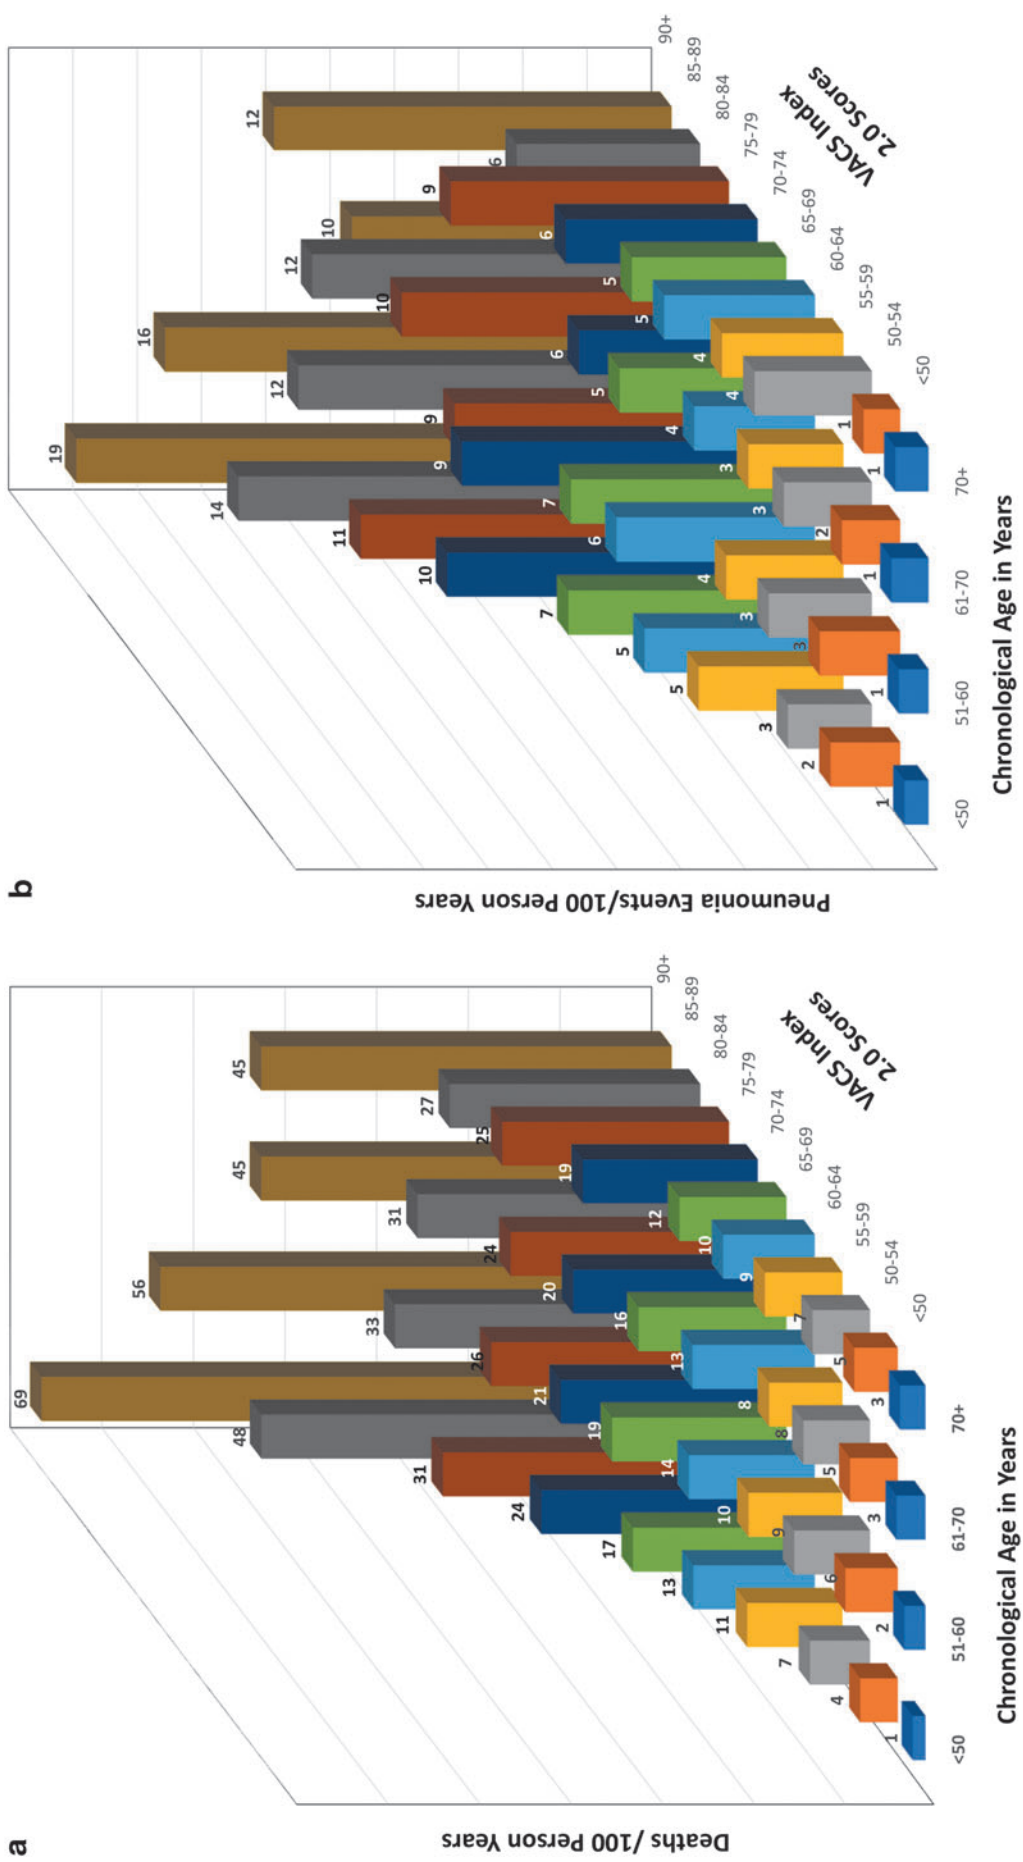 a
Deaths /100 Person Years
69 56 45 45
48 33 31 27
31 26 24 25
24 21 20 19
17 19 16 12
13 14 13 10
11 10 8 9
7 9 8 7
4 6 5 5
1 2 3 3
90+
85-89
80-84
75-79
70-74
65-69
60-64
55-59
50-54
<50
VACS Index
2.0 Scores
<50 51-60 61-70 70+
Chronological Age in Years
b
Pneumonia Events/100 Person Years
19 16 10 12
14 12 12 6
11 9 10 9
10 9 6 6
7 7 5 5
5 6 4 5
5 4 3 4
3 3 3 4
2 3 2 1
1 1 1 1
90+
85-89
80-84
75-79
70-74
65-69
60-64
55-59
50-54
<50
VACS Index
2.0 Scores
<50 51-60 61-70 70+
Chronological Age in Years